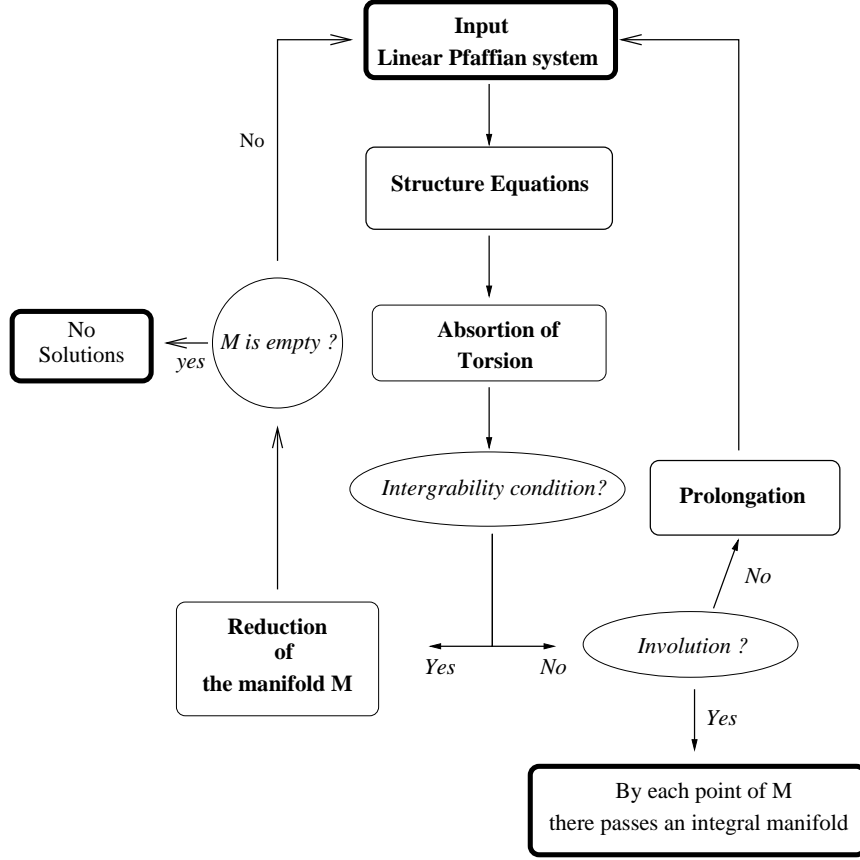 Input
Linear Pfaffian system
No
Structure Equations
No
Solutions
yes
M is empty ?
Absortion of
Torsion
Intergrability condition?
Prolongation
No
Reduction
of
the manifold M
Yes
No
Involution ?
Yes
By each point of M
there passes an integral manifold